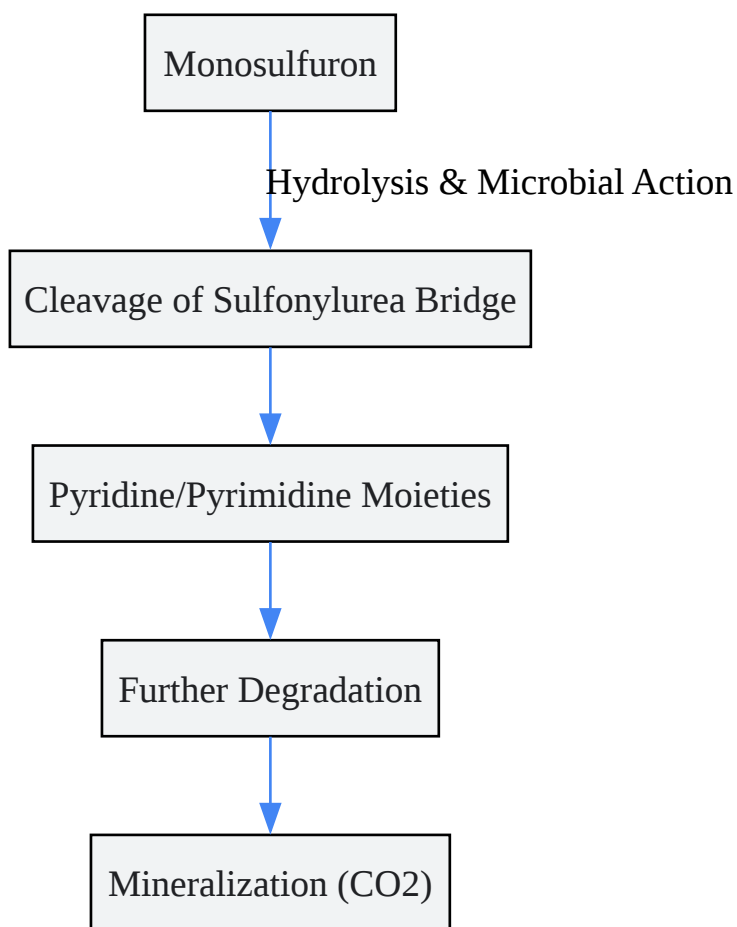 Monosulfuron
Hydrolysis & Microbial Action
Cleavage of Sulfonylurea Bridge
Pyridine/Pyrimidine Moieties
Further Degradation
Mineralization (CO2)